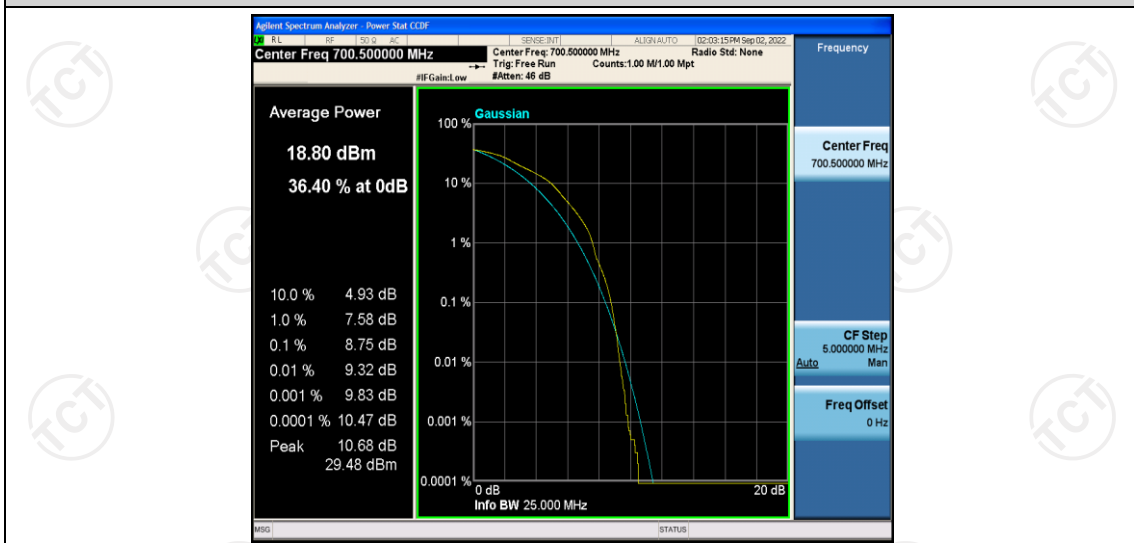 Agilent Spectrum Analyzer - Power Stat CCDF
RL RF 50 Ω AC SENSE:INT ALIGN AUTO 02:03:15 PM Sep 02, 2022
Center Freq 700.500000 MHz
Center Freq: 700.500000 MHz Radio Std: None
Trig: Free Run Counts:1.00 M/1.00 Mpt
#IFGain:Low #Atten: 46 dB
Frequency
Average Power
18.80 dBm
36.40 % at 0dB
10.0 % 4.93 dB
1.0 % 7.58 dB
0.1 % 8.75 dB
0.01 % 9.32 dB
0.001 % 9.83 dB
0.0001 % 10.47 dB
Peak 10.68 dB
29.48 dBm
Gaussian
100 %
10 %
1 %
0.1 %
0.01 %
0.001 %
0.0001 %
0 dB 20 dB
Info BW 25.000 MHz
Center Freq
700.500000 MHz
CF Step
5.000000 MHz
Auto Man
Freq Offset
0 Hz
MSG STATUS
TCT
TCT
TCT
TCT
TCT
TCT